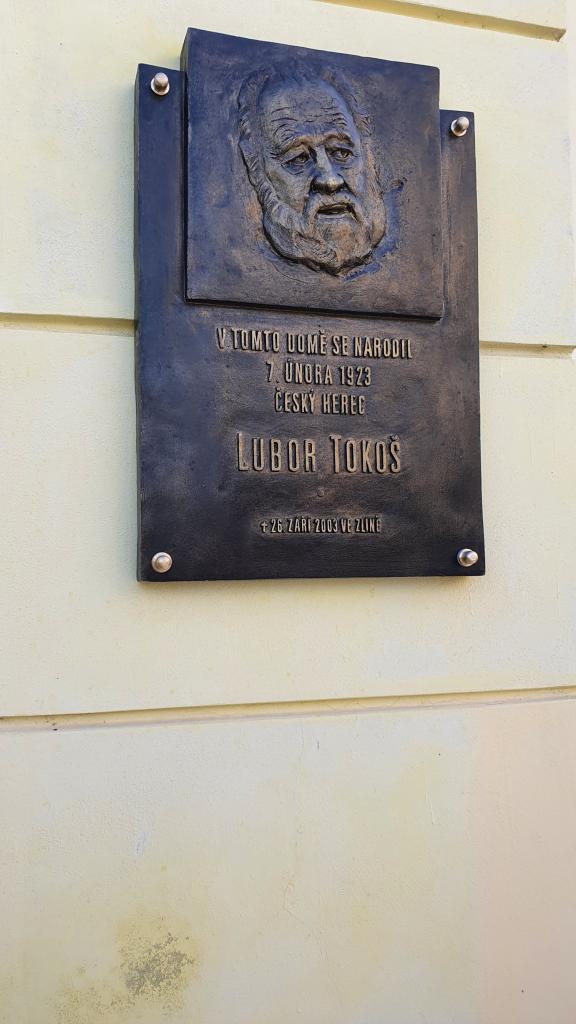 V TOMTO DOMĚ SE NARODIL
7. ÚNORA 1923
ČESKÝ HEREC
LUBOR TOKOŠ
+ 26 ZÁŘÍ 2003 VE ZLÍNĚ